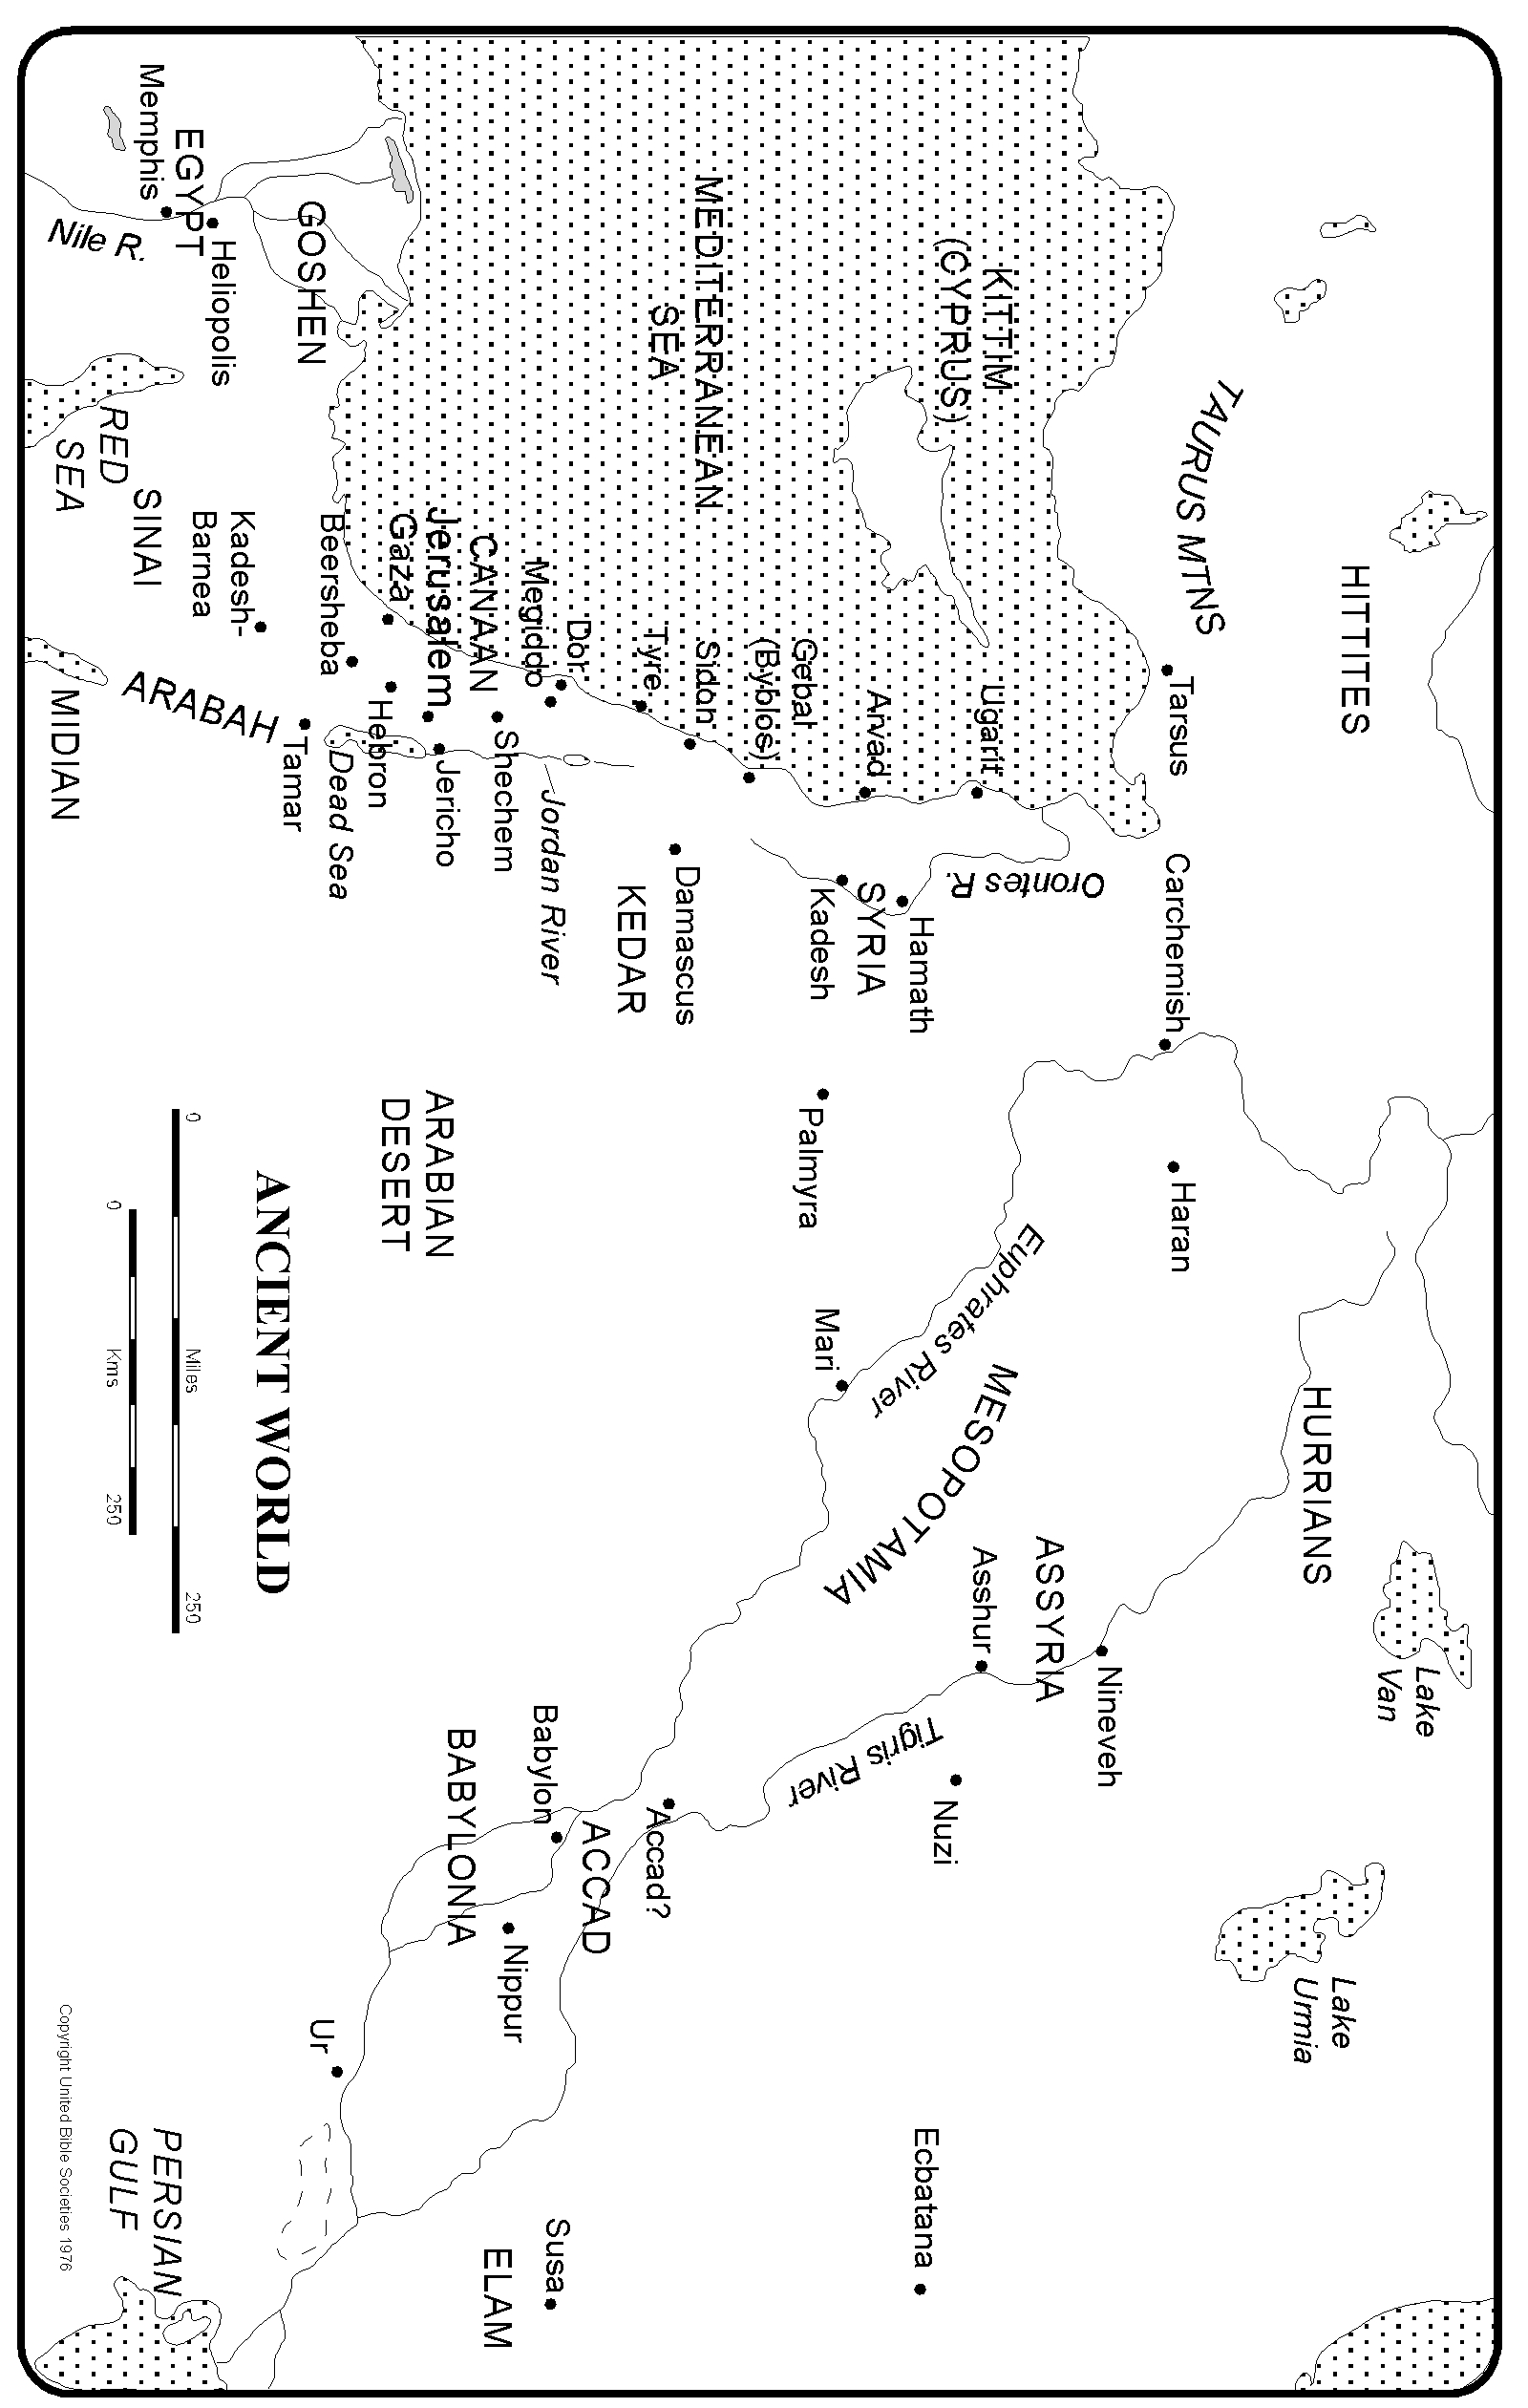 HITTITES
TAURUS MTNS
Tarsus
Carchemish
Haran
HURRIANS
Lake
Van
Lake
Urmia
KITTIM
(CYPRUS)
Ugarit
Orontes R.
Arvad
Hamath
SYRIA
Kadesh
Gebal
(Byblos)
Palmyra
Euphrates River
Mari
MESOPOTAMIA
ASSYRIA
Nineveh
Asshur
Tigris River
Nuzi
Ecbatana
MEDITERRANEAN
SEA
Sidon
Tyre
Damascus
KEDAR
Dor
Megiddo
Jordan River
CANAAN
Shechem
Jerusalem
Jericho
Gaza
Hebron
Beersheba
Dead Sea
Tamar
Accad?
ACCAD
Babylon
BABYLONIA
Nippur
Susa
ELAM
Ur
ARABIAN
DESERT
GOSHEN
Heliopolis
EGYPT
Memphis
Nile R.
Kadesh-
Barnea
SINAI
RED
SEA
ARABAH
MIDIAN
ANCIENT WORLD
0 Miles 250
0 Kms 250
PERSIAN
GULF
Copyright United Bible Societies 1976